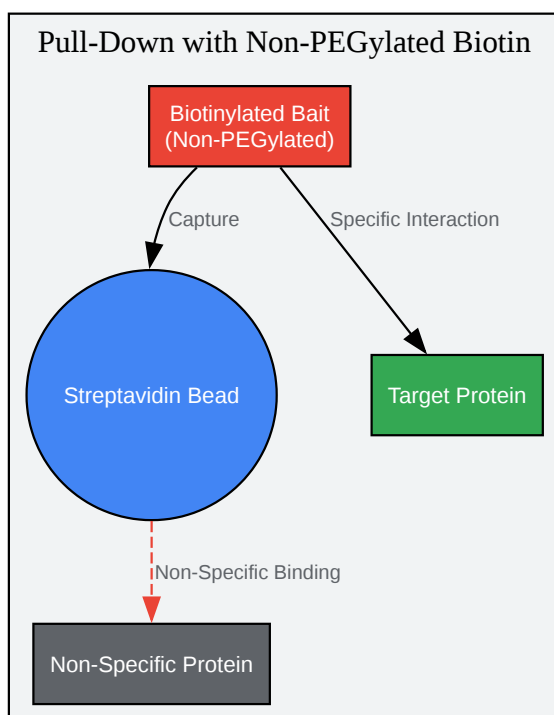 Pull-Down with Non-PEGylated Biotin
Biotinylated Bait
(Non-PEGylated)
Capture
Specific Interaction
Streptavidin Bead
Target Protein
Non-Specific Binding
Non-Specific Protein